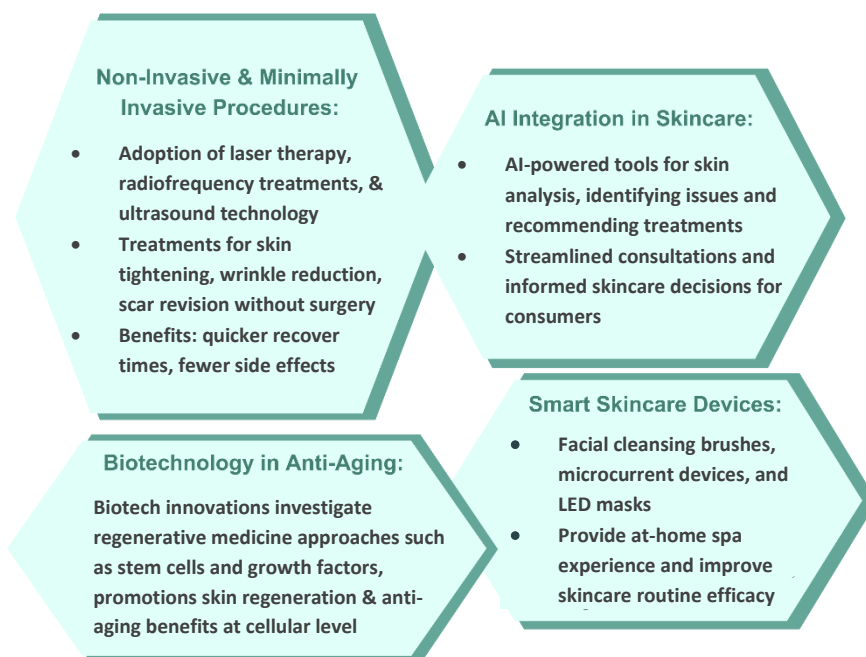 Non-Invasive & Minimally
Invasive Procedures:
• Adoption of laser therapy,
radiofrequency treatments, &
ultrasound technology
• Treatments for skin
tightening, wrinkle reduction,
scar revision without surgery
• Benefits: quicker recover
times, fewer side effects
AI Integration in Skincare:
• AI-powered tools for skin
analysis, identifying issues and
recommending treatments
• Streamlined consultations and
informed skincare decisions for
consumers
Biotechnology in Anti-Aging:
Biotech innovations investigate
regenerative medicine approaches such
as stem cells and growth factors,
promotions skin regeneration & anti-
aging benefits at cellular level
Smart Skincare Devices:
• Facial cleansing brushes,
microcurrent devices, and
LED masks
• Provide at-home spa
experience and improve
skincare routine efficacy